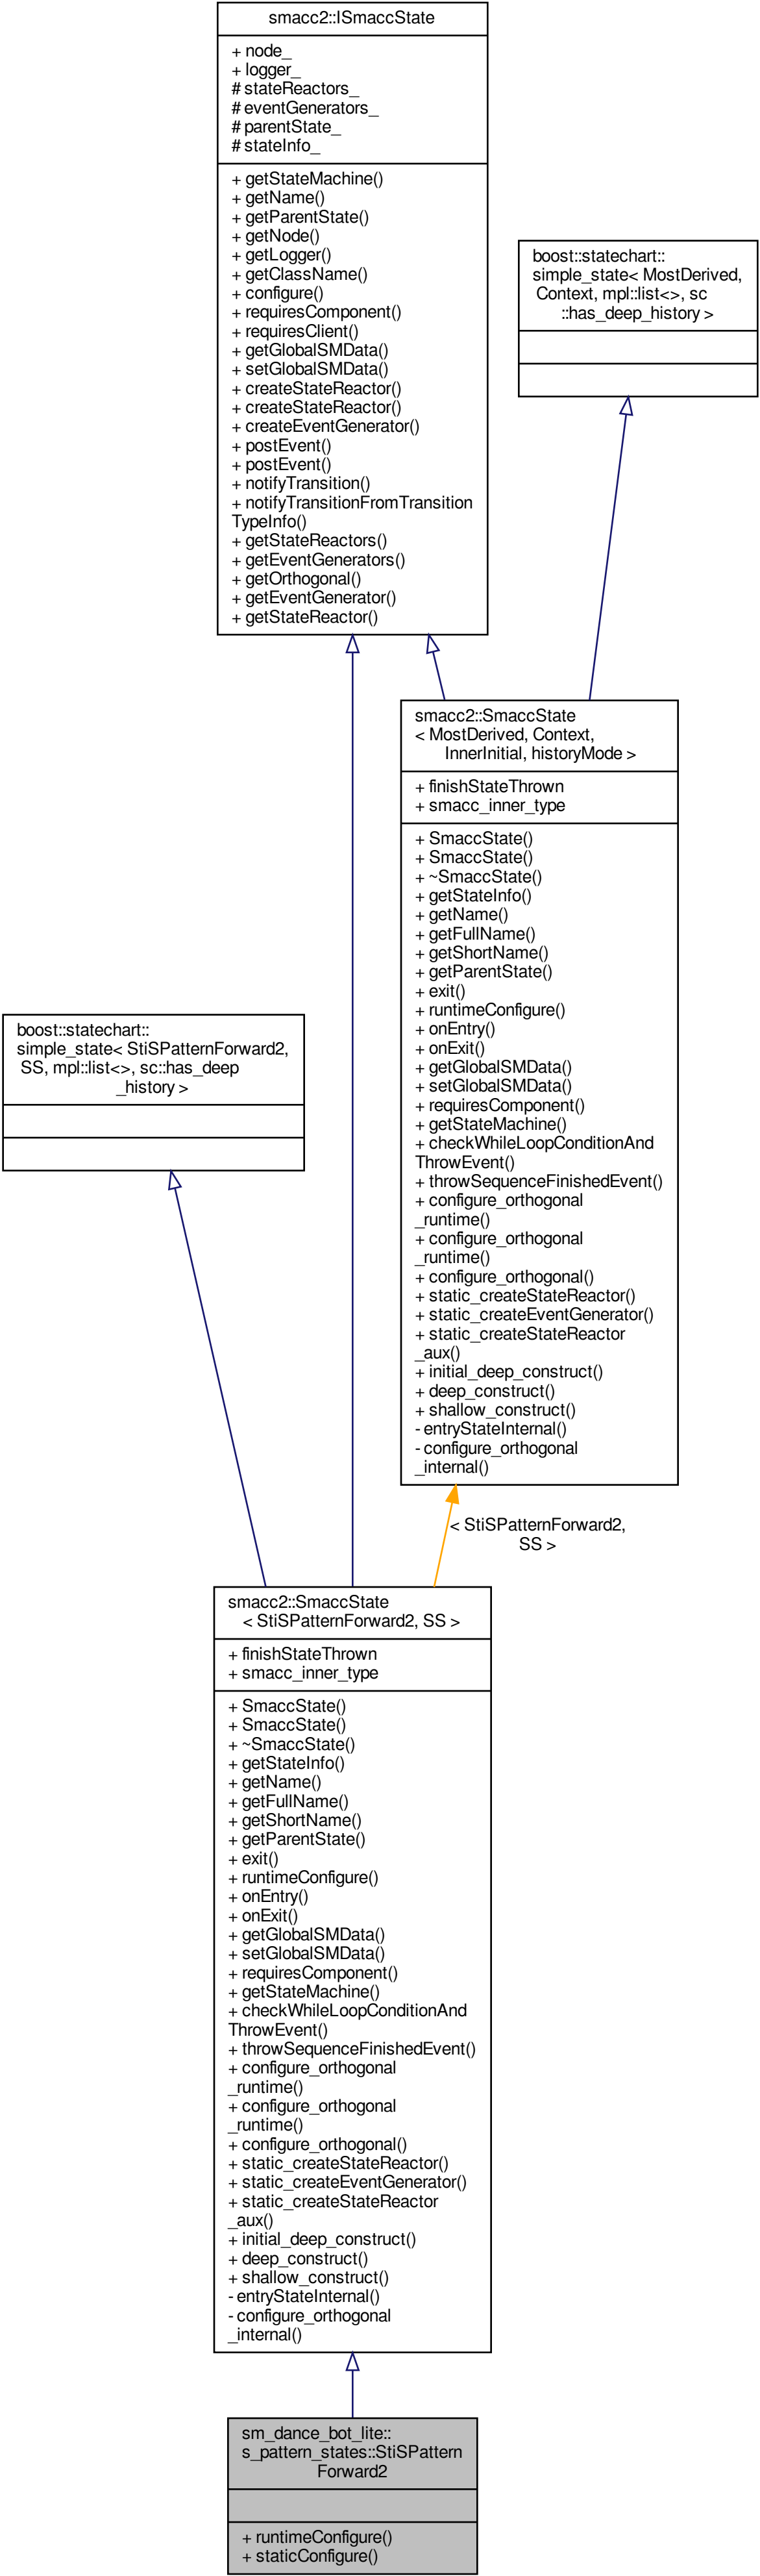 smacc2::ISmaccState
+ node_
+ logger_
# stateReactors_
# eventGenerators_
# parentState_
# stateInfo_
+ getStateMachine()
+ getName()
+ getParentState()
+ getNode()
+ getLogger()
+ getClassName()
+ configure()
+ requiresComponent()
+ requiresClient()
+ getGlobalSMData()
+ setGlobalSMData()
+ createStateReactor()
+ createStateReactor()
+ createEventGenerator()
+ postEvent()
+ postEvent()
+ notifyTransition()
+ notifyTransitionFromTransition
TypeInfo()
+ getStateReactors()
+ getEventGenerators()
+ getOrthogonal()
+ getEventGenerator()
+ getStateReactor()
boost::statechart::
simple_state< MostDerived,
Context, mpl::list<>, sc
::has_deep_history >
smacc2::SmaccState
< MostDerived, Context,
InnerInitial, historyMode >
+ finishStateThrown
+ smacc_inner_type
+ SmaccState()
+ SmaccState()
+ ~SmaccState()
+ getStateInfo()
+ getName()
+ getFullName()
+ getShortName()
+ getParentState()
+ exit()
+ runtimeConfigure()
+ onEntry()
+ onExit()
+ getGlobalSMData()
+ setGlobalSMData()
+ requiresComponent()
+ getStateMachine()
+ checkWhileLoopConditionAnd
ThrowEvent()
+ throwSequenceFinishedEvent()
+ configure_orthogonal
_runtime()
+ configure_orthogonal
_runtime()
+ configure_orthogonal()
+ static_createStateReactor()
+ static_createEventGenerator()
+ static_createStateReactor
_aux()
+ initial_deep_construct()
+ deep_construct()
+ shallow_construct()
- entryStateInternal()
- configure_orthogonal
_internal()
boost::statechart::
simple_state< StiSPatternForward2,
SS, mpl::list<>, sc::has_deep
_history >
< StiSPatternForward2,
SS >
smacc2::SmaccState
< StiSPatternForward2, SS >
+ finishStateThrown
+ smacc_inner_type
+ SmaccState()
+ SmaccState()
+ ~SmaccState()
+ getStateInfo()
+ getName()
+ getFullName()
+ getShortName()
+ getParentState()
+ exit()
+ runtimeConfigure()
+ onEntry()
+ onExit()
+ getGlobalSMData()
+ setGlobalSMData()
+ requiresComponent()
+ getStateMachine()
+ checkWhileLoopConditionAnd
ThrowEvent()
+ throwSequenceFinishedEvent()
+ configure_orthogonal
_runtime()
+ configure_orthogonal
_runtime()
+ configure_orthogonal()
+ static_createStateReactor()
+ static_createEventGenerator()
+ static_createStateReactor
_aux()
+ initial_deep_construct()
+ deep_construct()
+ shallow_construct()
- entryStateInternal()
- configure_orthogonal
_internal()
sm_dance_bot_lite::
s_pattern_states::StiSPattern
Forward2
+ runtimeConfigure()
+ staticConfigure()